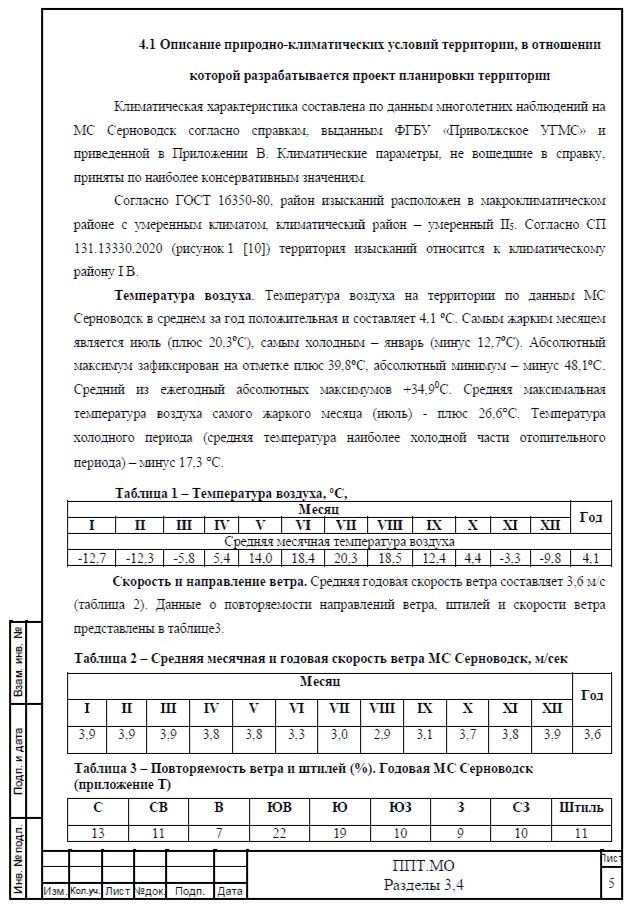 4.1 Описание природно-климатических условий территории, в отношении
которой разрабатывается проект планировки территории
Климатическая характеристика составлена по данным многолетних наблюдений на
МС Серноводск согласно справкам, выданным ФГБУ «Приволжское УГМС» и
приведенной в Приложении В. Климатические параметры, не вошедшие в справку,
приняты по наиболее консервативным значениям.
Согласно ГОСТ 16350-80, район изысканий расположен в макроклиматическом
районе с умеренным климатом, климатический район – умеренный II5. Согласно СП
131.13330.2020 (рисунок 1 [10]) территория изысканий относится к климатическому
району I В.
Температура воздуха. Температура воздуха на территории по данным МС
Серноводск в среднем за год положительная и составляет 4,1 ºС. Самым жарким месяцем
является июль (плюс 20,3ºС), самым холодным – январь (минус 12,7ºС). Абсолютный
максимум зафиксирован на отметке плюс 39,8ºС, абсолютный минимум – минус 48,1ºС.
Средний из ежегодный абсолютных максимумов +34,9⁰С. Средняя максимальная
температура воздуха самого жаркого месяца (июль) - плюс 26,6°С. Температура
холодного периода (средняя температура наиболее холодной части отопительного
периода) – минус 17,3 °С.
Таблица 1 – Температура воздуха, ºС,
Месяц Год
I II III IV V VI VII VIII IX X XI XII
Средняя месячная температура воздуха
-12,7 -12,3 -5,8 5,4 14,0 18,4 20,3 18,5 12,4 4,4 -3,3 -9,8 4,1
Скорость и направление ветра. Средняя годовая скорость ветра составляет 3,6 м/с
(таблица 2). Данные о повторяемости направлений ветра, штилей и скорости ветра
представлены в таблице3.
Таблица 2 – Средняя месячная и годовая скорость ветра МС Серноводск, м/сек
Месяц Год
I II III IV V VI VII VIII IX X XI XII
3,9 3,9 3,9 3,8 3,8 3,3 3,0 2,9 3,1 3,7 3,8 3,9 3,6
Таблица 3 – Повторяемость ветра и штилей (%). Годовая МС Серноводск
(приложение Т)
С СВ В ЮВ Ю ЮЗ З СЗ Штиль
13 11 7 22 19 10 9 10 11
Взам. инв. №
Подп. и дата
Инв. № подл.
Изм. Кол.уч. Лист №док. Подп. Дата
ППТ.МО
Разделы 3,4
Лист
5